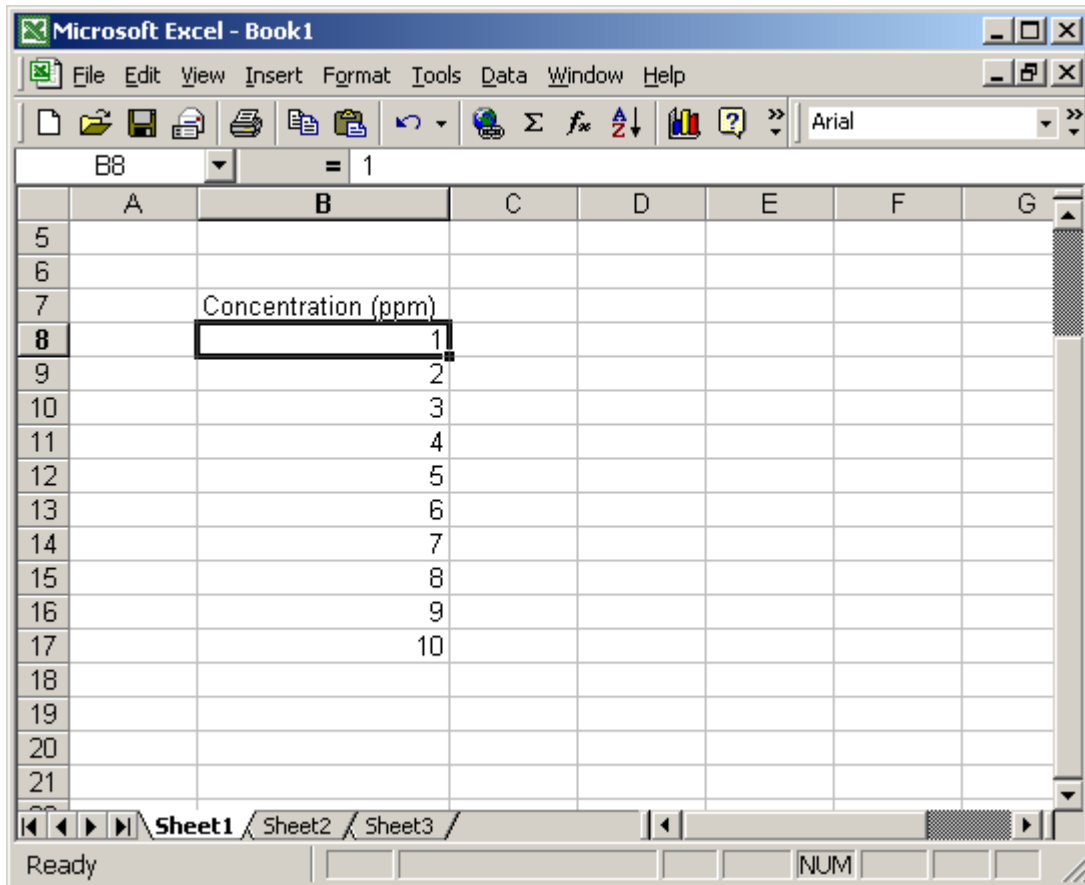 Microsoft Excel - Book1
File Edit View Insert Format Tools Data Window Help
Arial
B8 = 1
A B C D E F G
5
6
7 Concentration (ppm)
8 1
9 2
10 3
11 4
12 5
13 6
14 7
15 8
16 9
17 10
18
19
20
21
Sheet1 Sheet2 Sheet3
Ready NUM